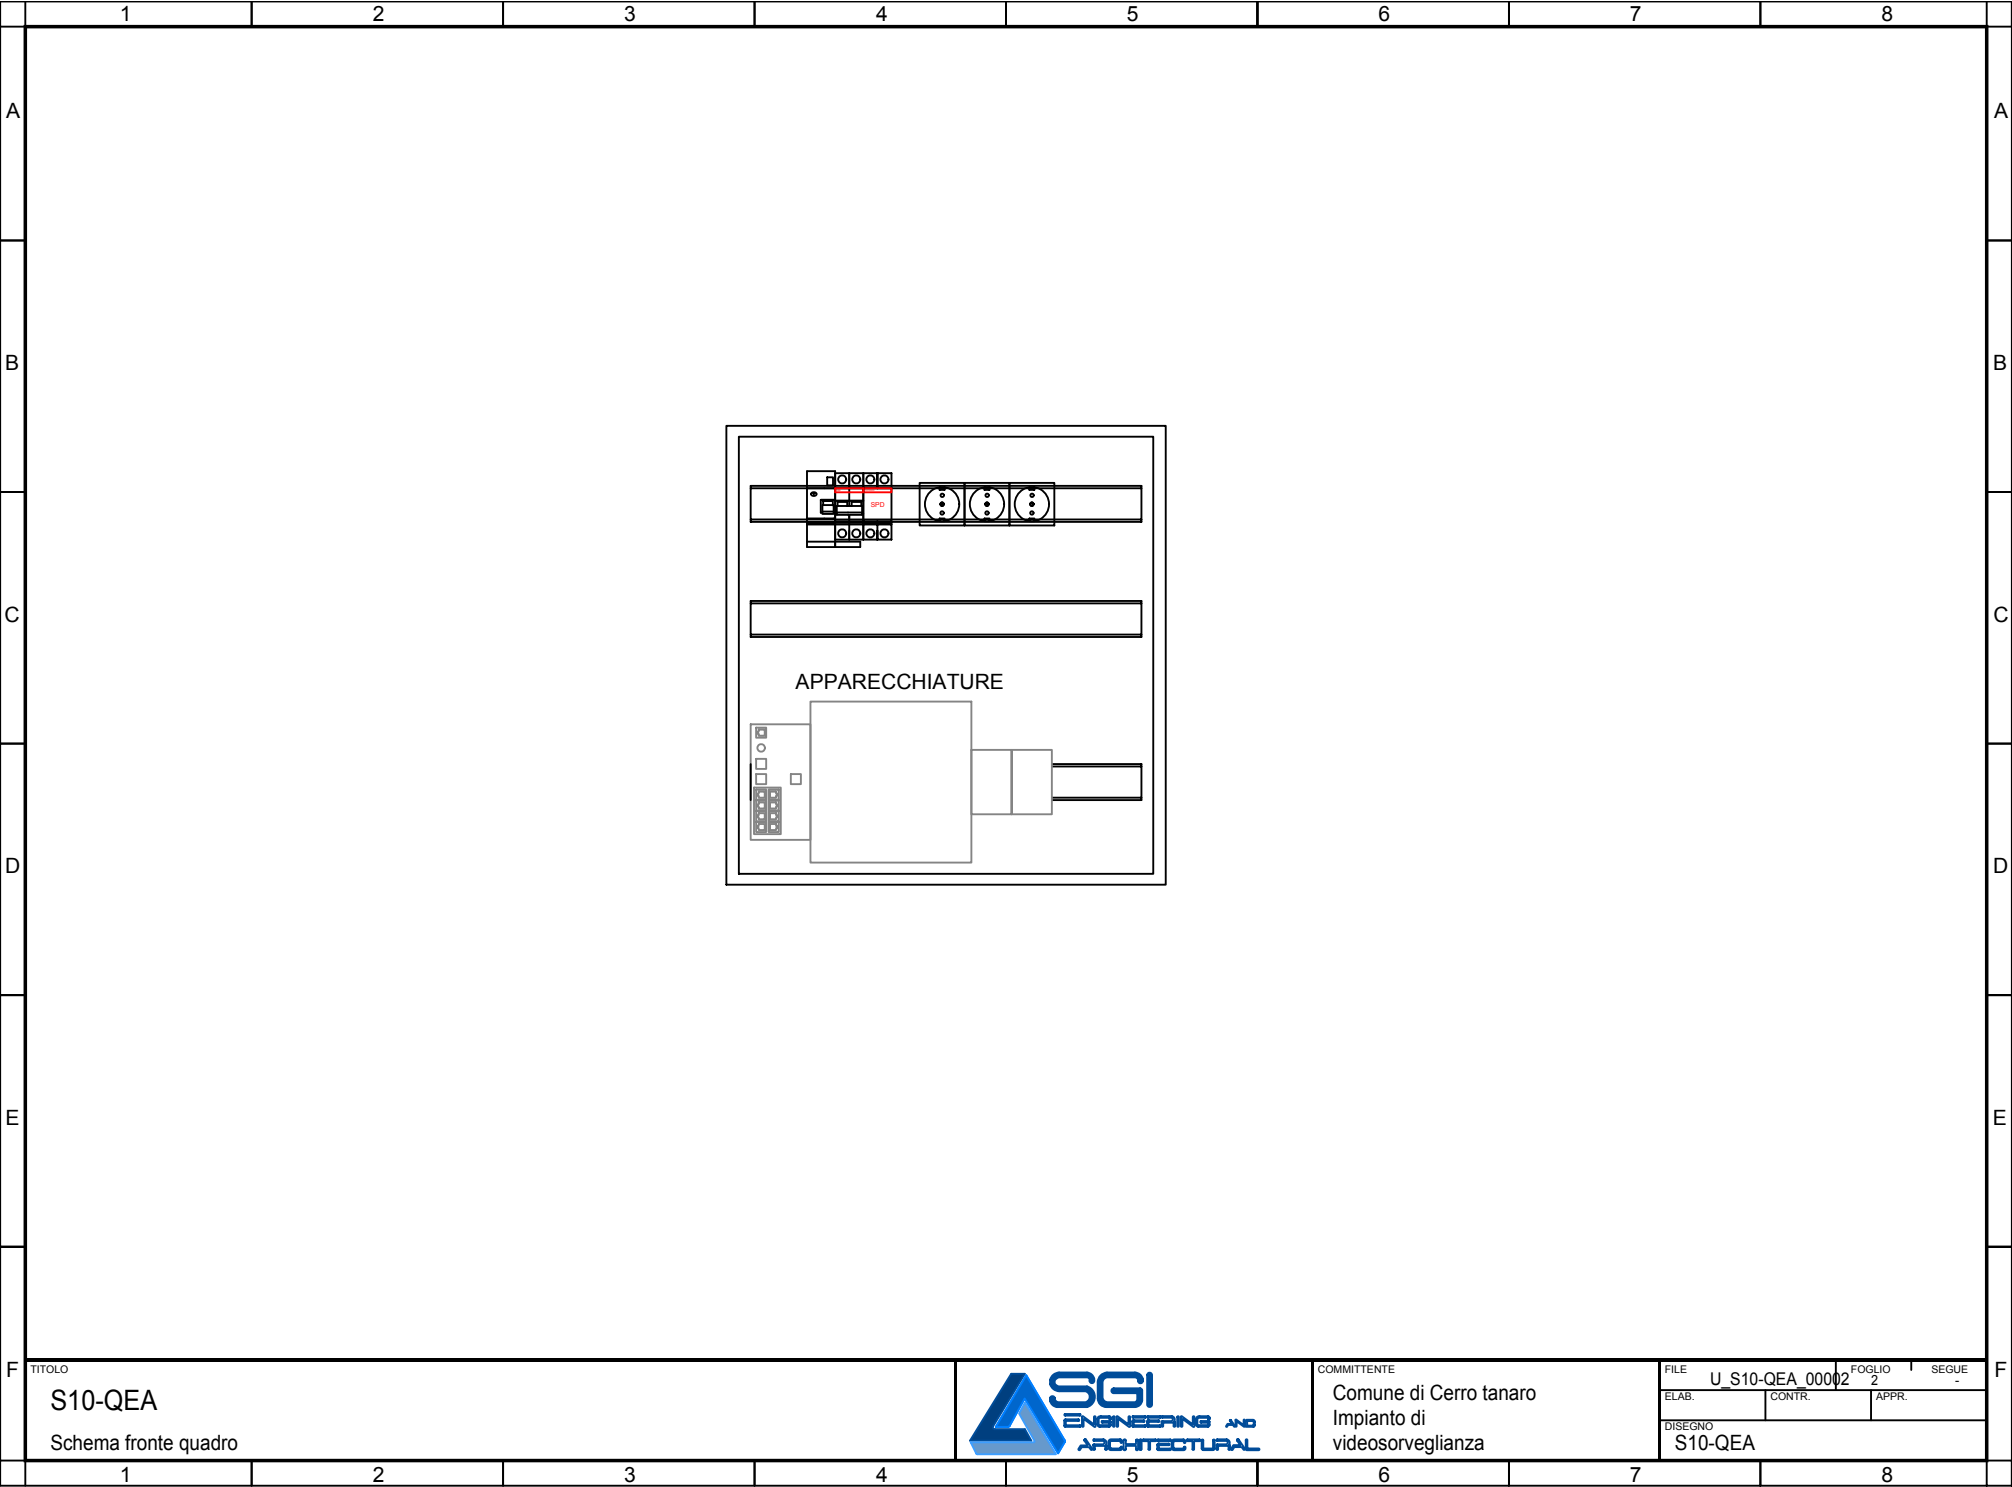 1 2 3 4 5 6 7 8
A A
B B
SPD
C C
APPARECCHIATURE
D D
E E
F F
TITOLO
S10-QEA
Schema fronte quadro
SGI
ENGINEERING AND
ARCHITECTURAL
COMMITTENTE
Comune di Cerro tanaro
Impianto di
videosorveglianza
FILE U_S10-QEA_00002 FOGLIO 2 SEGUE -
ELAB. CONTR. APPR.
DISEGNO
S10-QEA
1 2 3 4 5 6 7 8